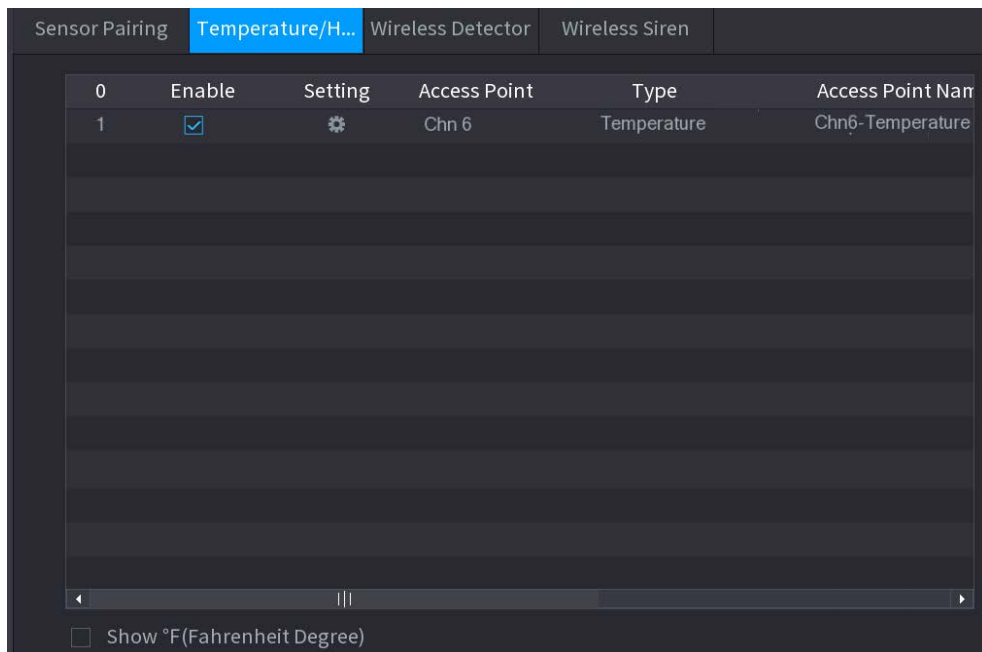 Sensor Pairing Temperature/H... Wireless Detector Wireless Siren
0 Enable Setting Access Point Type Access Point Nam
1 Chn 6 Temperature Chn6-Temperature
Show °F(Fahrenheit Degree)